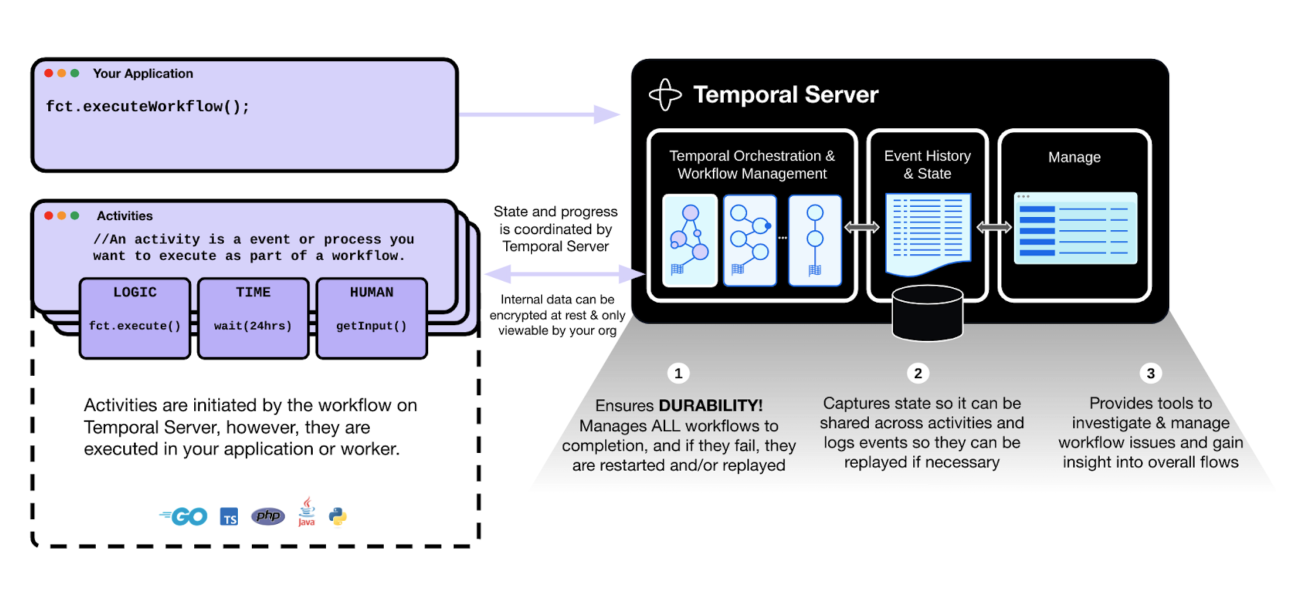 Your Application
fct.executeWorkflow();
Activities
//An activity is a event or process you
want to execute as part of a workflow.
LOGIC
fct.execute()
TIME
wait(24hrs)
HUMAN
getInput()
Activities are initiated by the workflow on
Temporal Server, however, they are
executed in your application or worker.
GO
TS
php
Java
State and progress
is coordinated by
Temporal Server
Internal data can be
encrypted at rest & only
viewable by your org
Temporal Server
Temporal Orchestration &
Workflow Management
...
Event History
& State
Manage
1
Ensures DURABILITY!
Manages ALL workflows to
completion, and if they fail, they
are restarted and/or replayed
2
Captures state so it can be
shared across activities and
logs events so they can be
replayed if necessary
3
Provides tools to
investigate & manage
workflow issues and gain
insight into overall flows